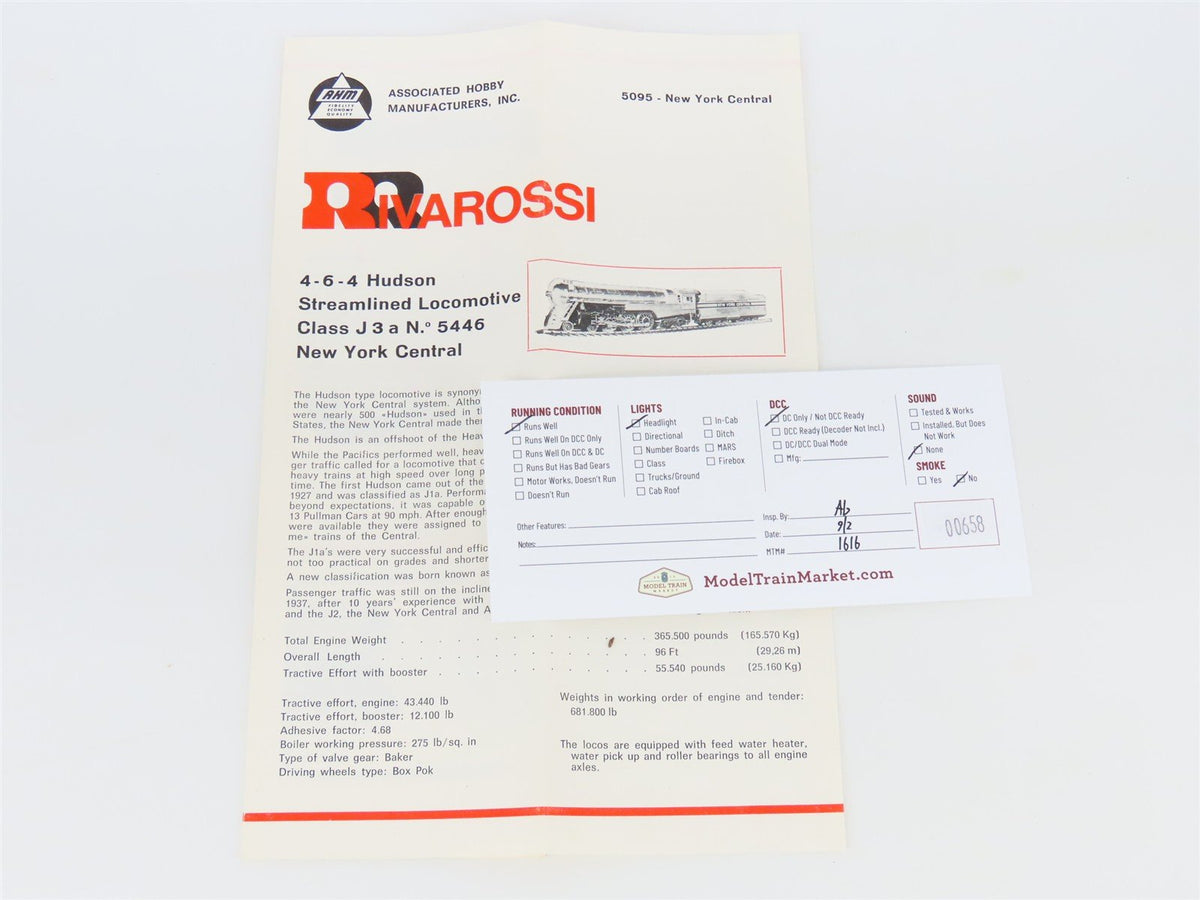 AHM
FIDELITY
ECONOMY
QUALITY
ASSOCIATED HOBBY
MANUFACTURERS, INC.
5095 - New York Central
RIVAROSSI
4-6-4 Hudson
Streamlined Locomotive
Class J 3 a N.º 5446
New York Central
The Hudson type locomotive is
the New York Central system.
were nearly 500 «Hudson» used in
States, the New York Central made
The Hudson is an offshoot of the
While the Pacifics performed well,
ger traffic called for a locomotive that
heavy trains at high speed over long
time. The first Hudson came out of the
1927 and was classified as J1a.
beyond expectations, it was capable
13 Pullman Cars at 90 mph. After
were available they were assigned to
me» trains of the Central.
The J1a's were very successful and
not too practical on grades and
A new classification was born known
Passenger traffic was still on the
1937, after 10 years' experience with
and the J2, the New York Central and
Total Engine Weight . . . . . . . . . . . 365.500 pounds (165.570 Kg)
Overall Length . . . . . . . . . . . . 96 Ft (29,26 m)
Tractive Effort with booster . . . . . . . . . 55.540 pounds (25.160 Kg)
Tractive effort, engine: 43.440 lb
Tractive effort, booster: 12.100 lb
Adhesive factor: 4.68
Boiler working pressure: 275 lb/sq. in
Type of valve gear: Baker
Driving wheels type: Box Pok
Weights in working order of engine and tender:
681.800 lb
The locos are equipped with feed water heater,
water pick up and roller bearings to all engine
axles.
RUNNING CONDITION
Runs Well
Runs Well On DCC Only
Runs Well On DCC & DC
Runs But Has Bad Gears
Motor Works, Doesn't Run
Doesn't Run
LIGHTS
Headlight
Directional
Number Boards
Class
Trucks/Ground
Cab Roof
In-Cab
Ditch
MARS
Firebox
DCC
DC Only / Not DCC Ready
DCC Ready (Decoder Not Incl.)
DC/DCC Dual Mode
Mfg:
SOUND
Tested & Works
Installed, But Does
Not Work
None
SMOKE
Yes No
Other Features:
Notes:
Insp. By:
Date: 9/2
MTM# 1616
00658
MODEL TRAIN
MARKET
ModelTrainMarket.com